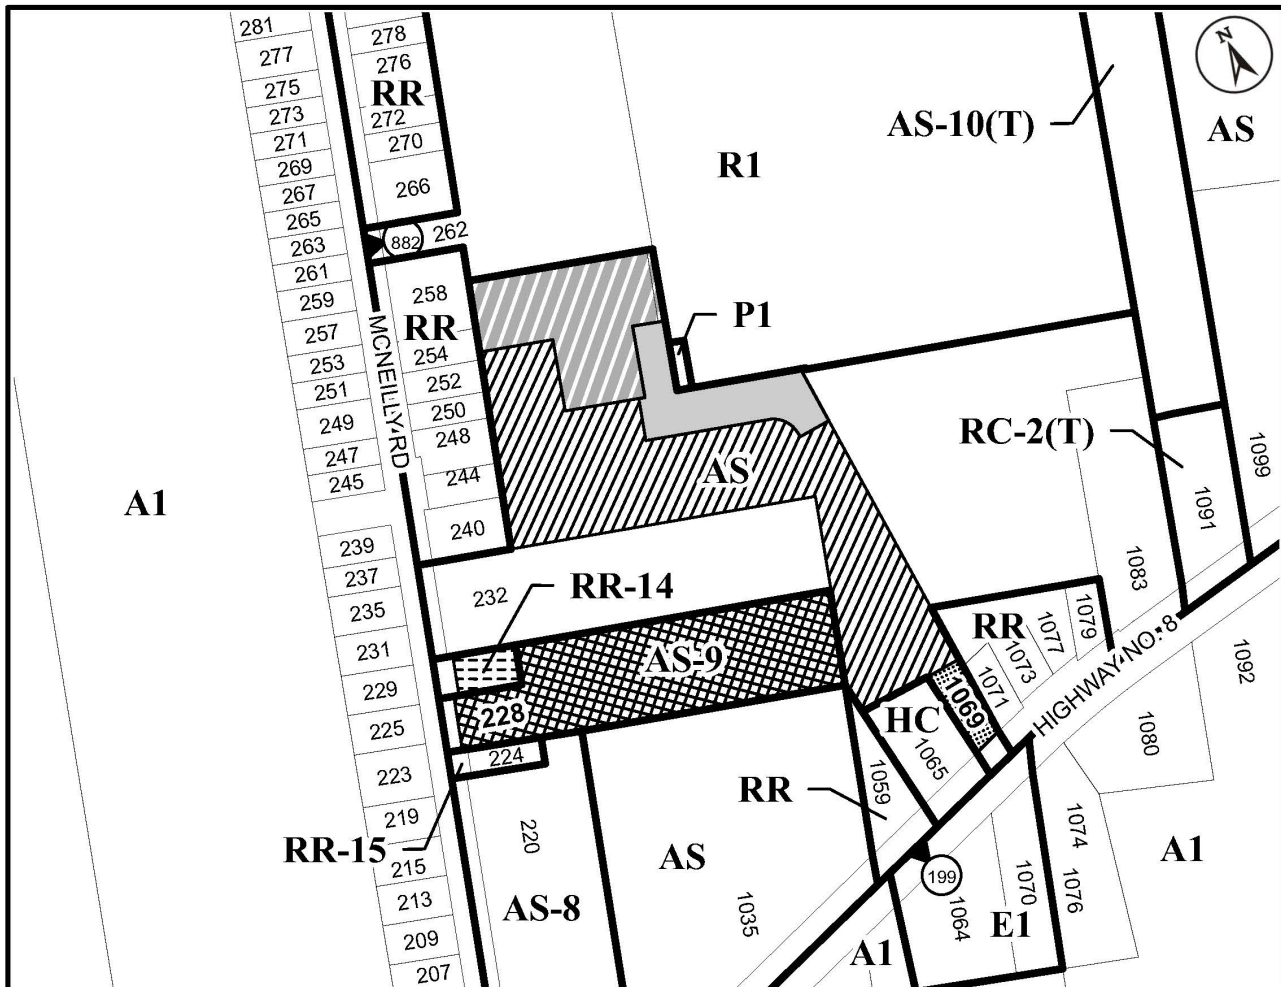 281
277
275
273
271
269
267
265
263
261
259
257
253
251
249
247
245
239
237
235
231
229
225
223
219
215
213
209
207
278
276
RR
272
270
266
882
262
258
RR
254
252
250
248
244
240
MCNEILLY RD
A1
R1
AS-10(T)
N
AS
P1
AS
RC-2(T)
1099
1091
1083
232
RR-14
AS-9
228
224
RR-15
220
AS-8
AS
1035
RR
1059
HC
1065
1069
RR
1071
1073
1077
1079
HIGHWAY NO. 8
1092
1080
1074
1076
A1
199
1064
1070
E1
A1